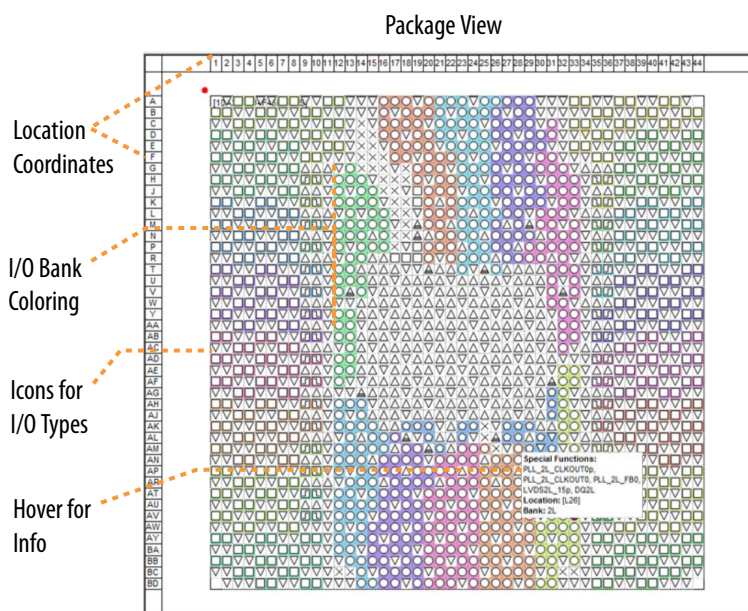 Package View
1 2 3 4 5 6 7 8 9 10 11 12 13 14 15 16 17 18 19 20 21 22 23 24 25 26 27 28 29 30 31 32 33 34 35 36 37 38 39 40 41 42 43 44
A
B
C
Location
D
Coordinates
E
F
G
H
J
K
L
M
I/O Bank
N
Coloring
P
R
T
U
V
W
Y
AA
AB
AC
AD
Icons for
AE
I/O Types
AF
AG
AH
AJ
AK
AL
AM
AN
Special Functions:
AP
PLL_2L_CLKOUT0p,
AR
PLL_2L_CLKOUT0, PLL_2L_FB0,
Hover for
AT
LVDS2L_15p, DQ2L
Info
AU
Location: [L26]
AV
Bank: 2L
AW
AY
BA
BB
BC
BD